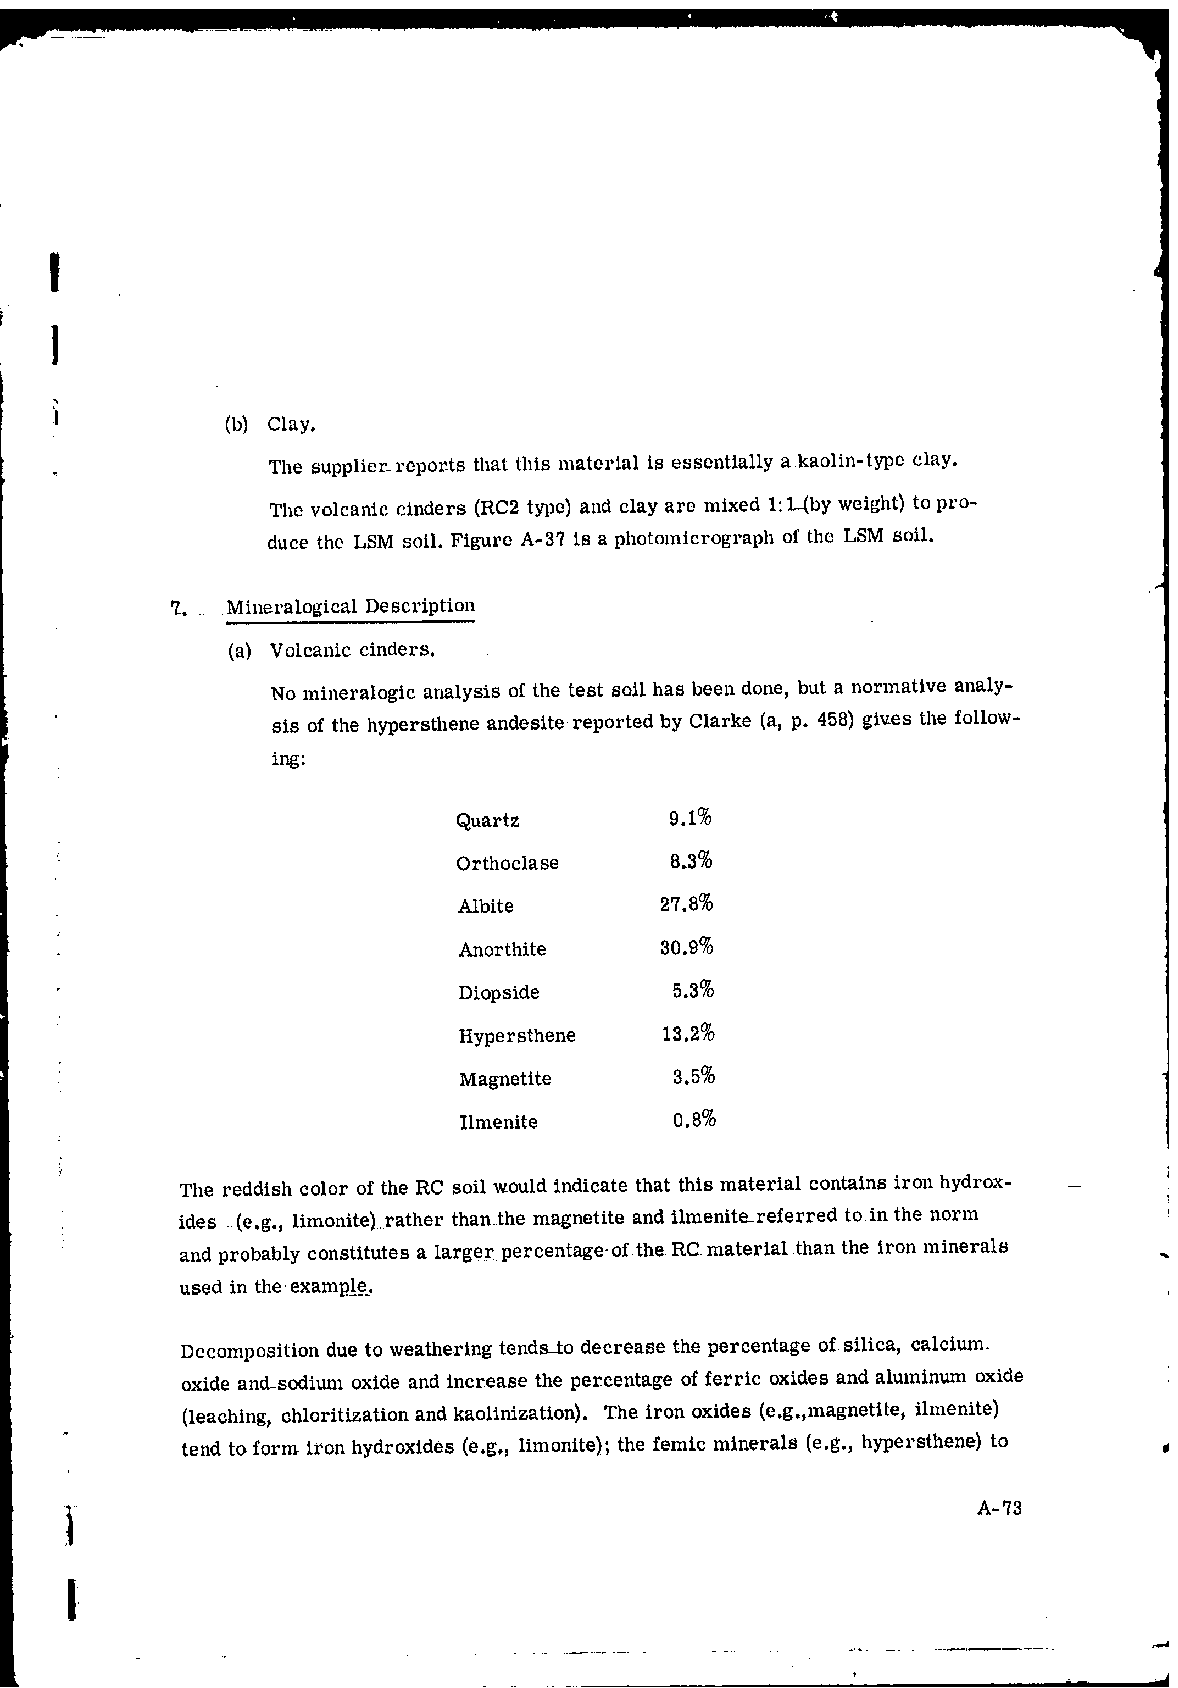 (b) Clay.
The supplier reports that this material is essentially a kaolin-type clay.
The volcanic cinders (RC2 type) and clay are mixed 1:1 (by weight) to pro-
duce the LSM soil. Figure A-37 is a photomicrograph of the LSM soil.
7. Mineralogical Description
(a) Volcanic cinders.
No mineralogic analysis of the test soil has been done, but a normative analy-
sis of the hypersthene andesite reported by Clarke (a, p. 458) gives the follow-
ing:
Quartz 9.1%
Orthoclase 8.3%
Albite 27.8%
Anorthite 30.9%
Diopside 5.3%
Hypersthene 13.2%
Magnetite 3.5%
Ilmenite 0.8%
The reddish color of the RC soil would indicate that this material contains iron hydrox-
ides (e.g., limonite) rather than the magnetite and ilmenite referred to in the norm
and probably constitutes a larger percentage of the RC material than the iron minerals
used in the example.
Decomposition due to weathering tends to decrease the percentage of silica, calcium
oxide and sodium oxide and increase the percentage of ferric oxides and aluminum oxide
(leaching, chloritization and kaolinization). The iron oxides (e.g.,magnetite, ilmenite)
tend to form iron hydroxides (e.g., limonite); the femic minerals (e.g., hypersthene) to
A-73